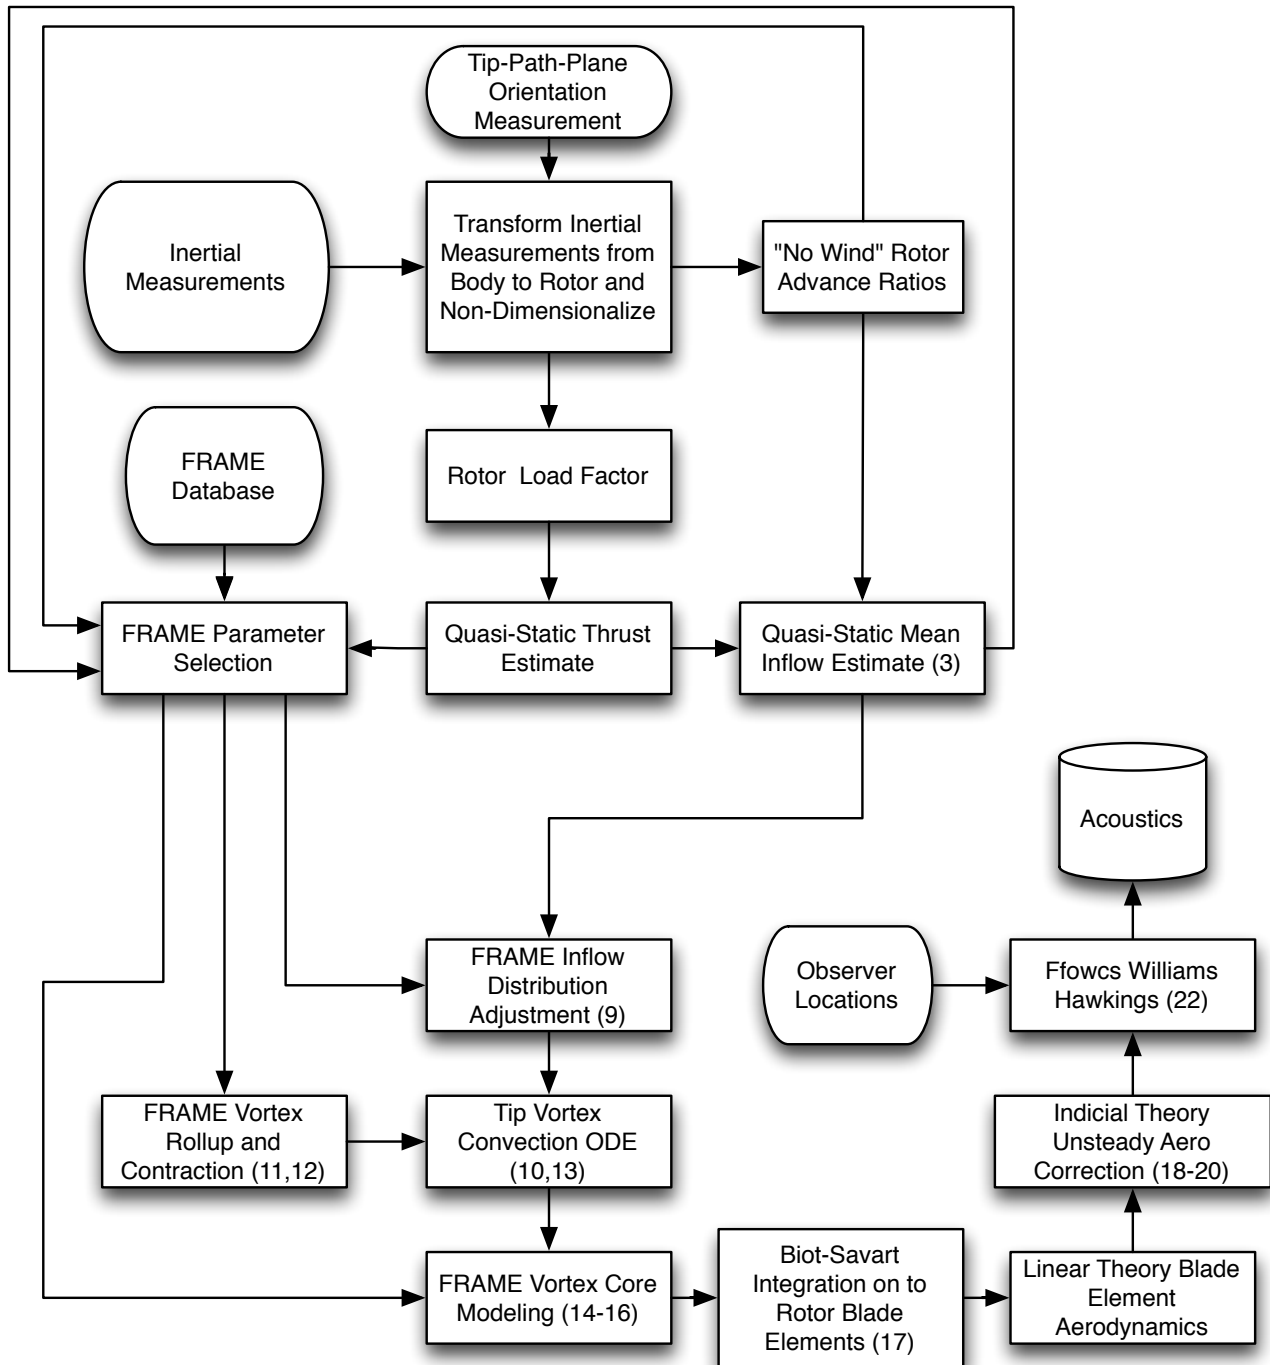 Tip-Path-Plane
Orientation
Measurement
Inertial
Measurements
Transform Inertial
Measurements from
Body to Rotor and
Non-Dimensionalize
"No Wind" Rotor
Advance Ratios
FRAME
Database
Rotor Load Factor
FRAME Parameter
Selection
Quasi-Static Thrust
Estimate
Quasi-Static Mean
Inflow Estimate (3)
Acoustics
FRAME Inflow
Distribution
Adjustment (9)
Observer
Locations
Ffowcs Williams
Hawkings (22)
FRAME Vortex
Rollup and
Contraction (11,12)
Tip Vortex
Convection ODE
(10,13)
Indicial Theory
Unsteady Aero
Correction (18-20)
FRAME Vortex Core
Modeling (14-16)
Biot-Savart
Integration on to
Rotor Blade
Elements (17)
Linear Theory Blade
Element
Aerodynamics